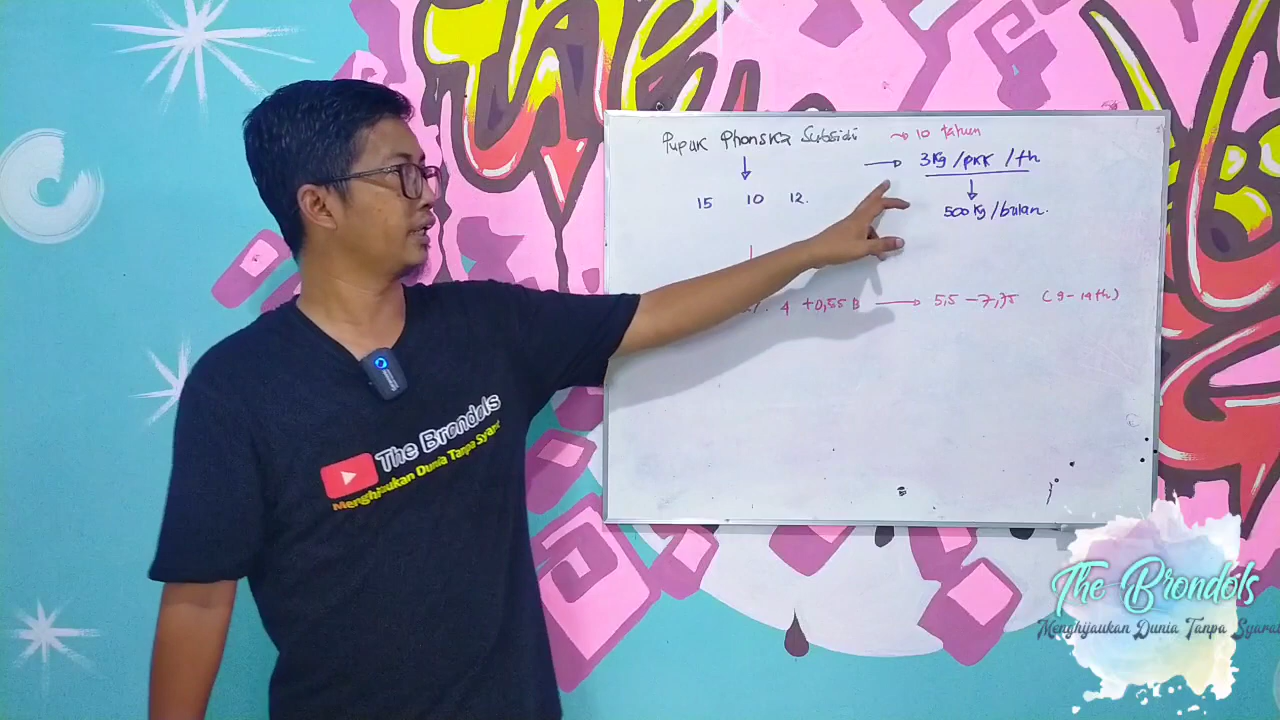 Pupuk Phonska Subsidi → 10 tahun
↓ → 3 Kg /pkk /th
15 10 12. ↓
500 Kg /bulan.
4 + 0,55 B → 5,5 – 7,75 (9 – 14 th)
The Brondols
Menghijaukan Dunia Tanpa Syarat
The Brondols
Menghijaukan Dunia Tanpa Syarat